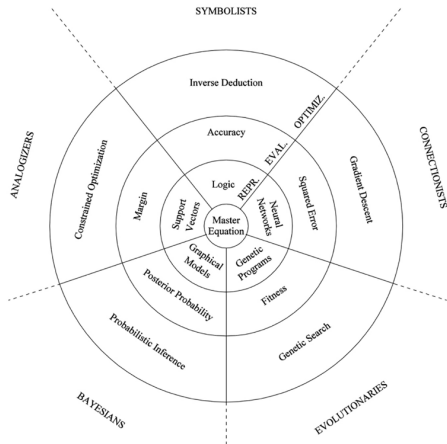 SYMBOLISTS
Inverse Deduction
OPTIMIZ.
Accuracy
EVAL.
Logic
REPR.
ANALOGIZERS
Constrained Optimization
Margin
Support
Vectors
Master
Equation
Neural
Networks
Squared Error
Gradient Descent
CONNECTIONISTS
Graphical
Models
Genetic
Programs
Posterior Probability
Fitness
Probabilistic Inference
Genetic Search
BAYESIANS
EVOLUTIONARIES